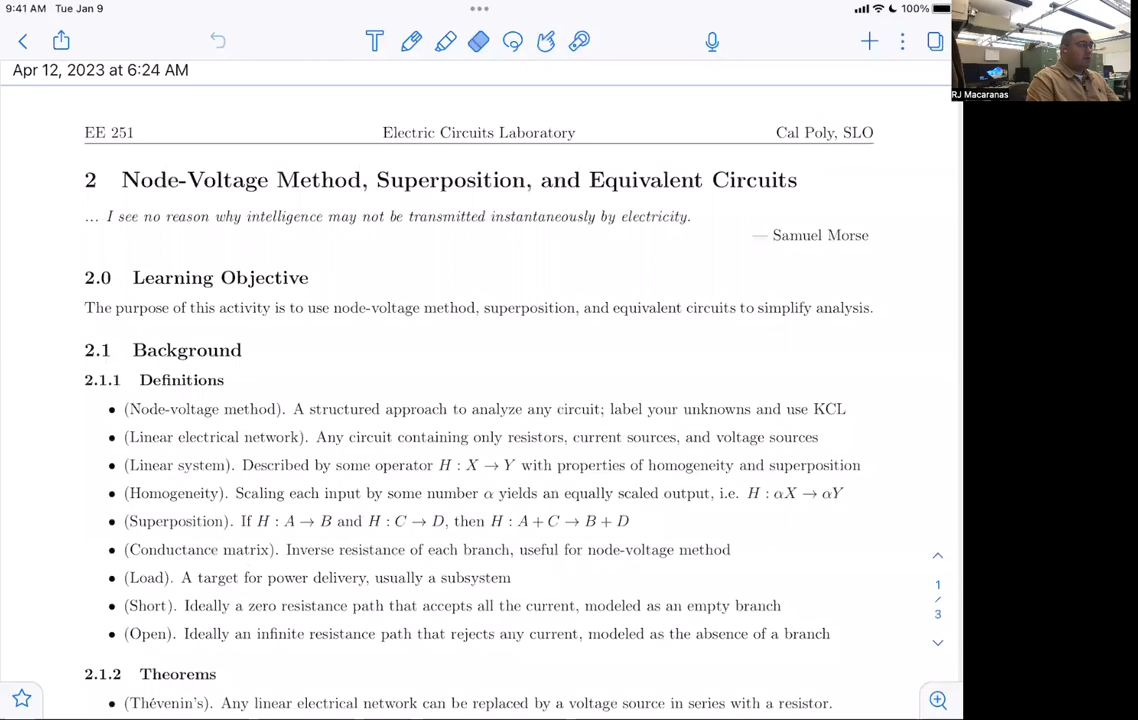 9:41 AM Tue Jan 9
100%
Apr 12, 2023 at 6:24 AM
RJ Macaranas
EE 251 Electric Circuits Laboratory Cal Poly, SLO
2 Node-Voltage Method, Superposition, and Equivalent Circuits
... I see no reason why intelligence may not be transmitted instantaneously by electricity.
— Samuel Morse
2.0 Learning Objective
The purpose of this activity is to use node-voltage method, superposition, and equivalent circuits to simplify analysis.
2.1 Background
2.1.1 Definitions
• (Node-voltage method). A structured approach to analyze any circuit; label your unknowns and use KCL
• (Linear electrical network). Any circuit containing only resistors, current sources, and voltage sources
• (Linear system). Described by some operator H : X → Y with properties of homogeneity and superposition
• (Homogeneity). Scaling each input by some number α yields an equally scaled output, i.e. H : αX → αY
• (Superposition). If H : A → B and H : C → D, then H : A + C → B + D
• (Conductance matrix). Inverse resistance of each branch, useful for node-voltage method
• (Load). A target for power delivery, usually a subsystem
• (Short). Ideally a zero resistance path that accepts all the current, modeled as an empty branch
• (Open). Ideally an infinite resistance path that rejects any current, modeled as the absence of a branch
1
/
3
2.1.2 Theorems
• (Thévenin's). Any linear electrical network can be replaced by a voltage source in series with a resistor.